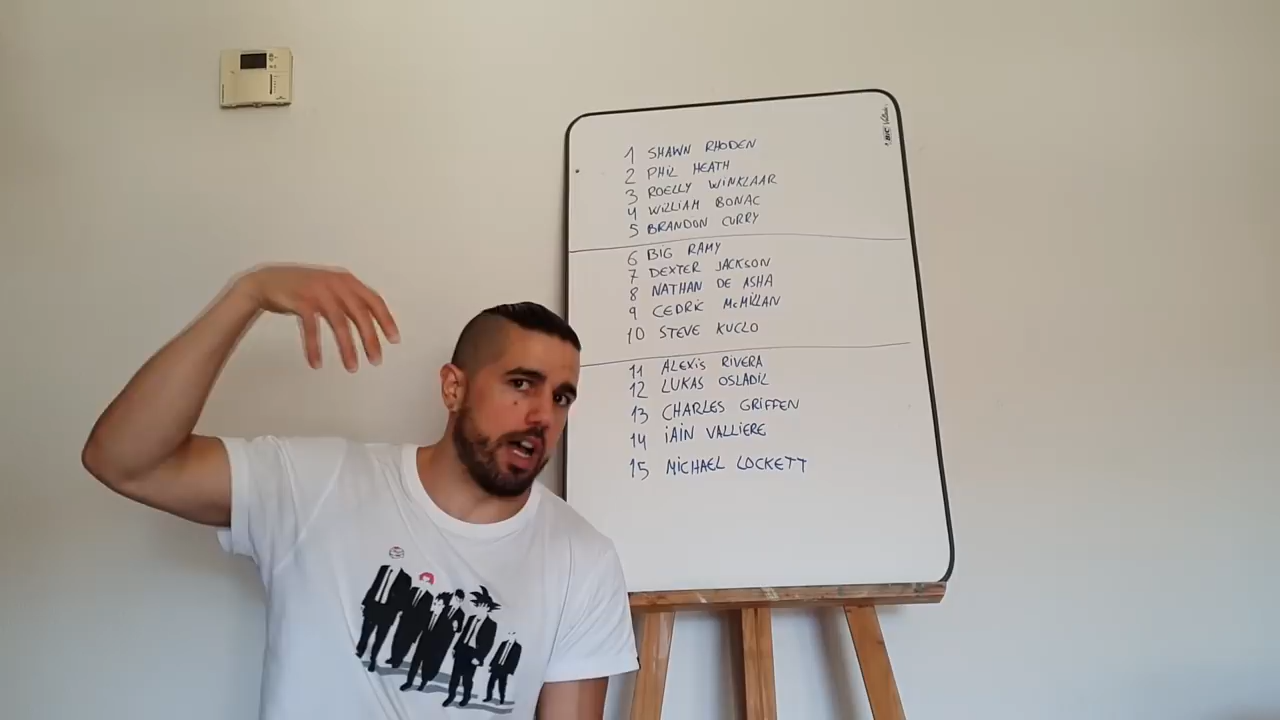 BIC Velleda
1 SHAWN RHODEN
2 PHIL HEATH
3 ROELLY WINKLAAR
4 WILLIAM BONAC
5 BRANDON CURRY
6 BIG RAMY
7 DEXTER JACKSON
8 NATHAN DE ASHA
9 CEDRIC McMILLAN
10 STEVE KUCLO
11 ALEXiS RIVERA
12 LUKAS OSLADIL
13 CHARLES GRIFFEN
14 iAiN VALLIERE
15 MICHAEL LOCKETT